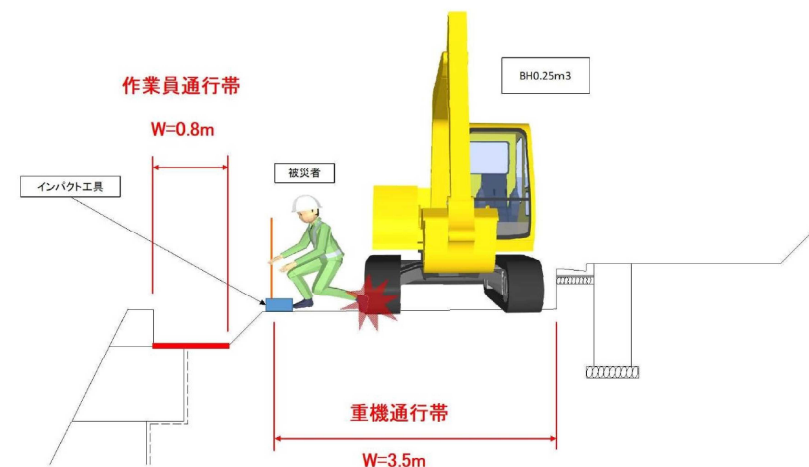 作業員通行帯
W=0.8m
BH0.25m3
インパクト工具
被災者
重機通行帯
W=3.5m